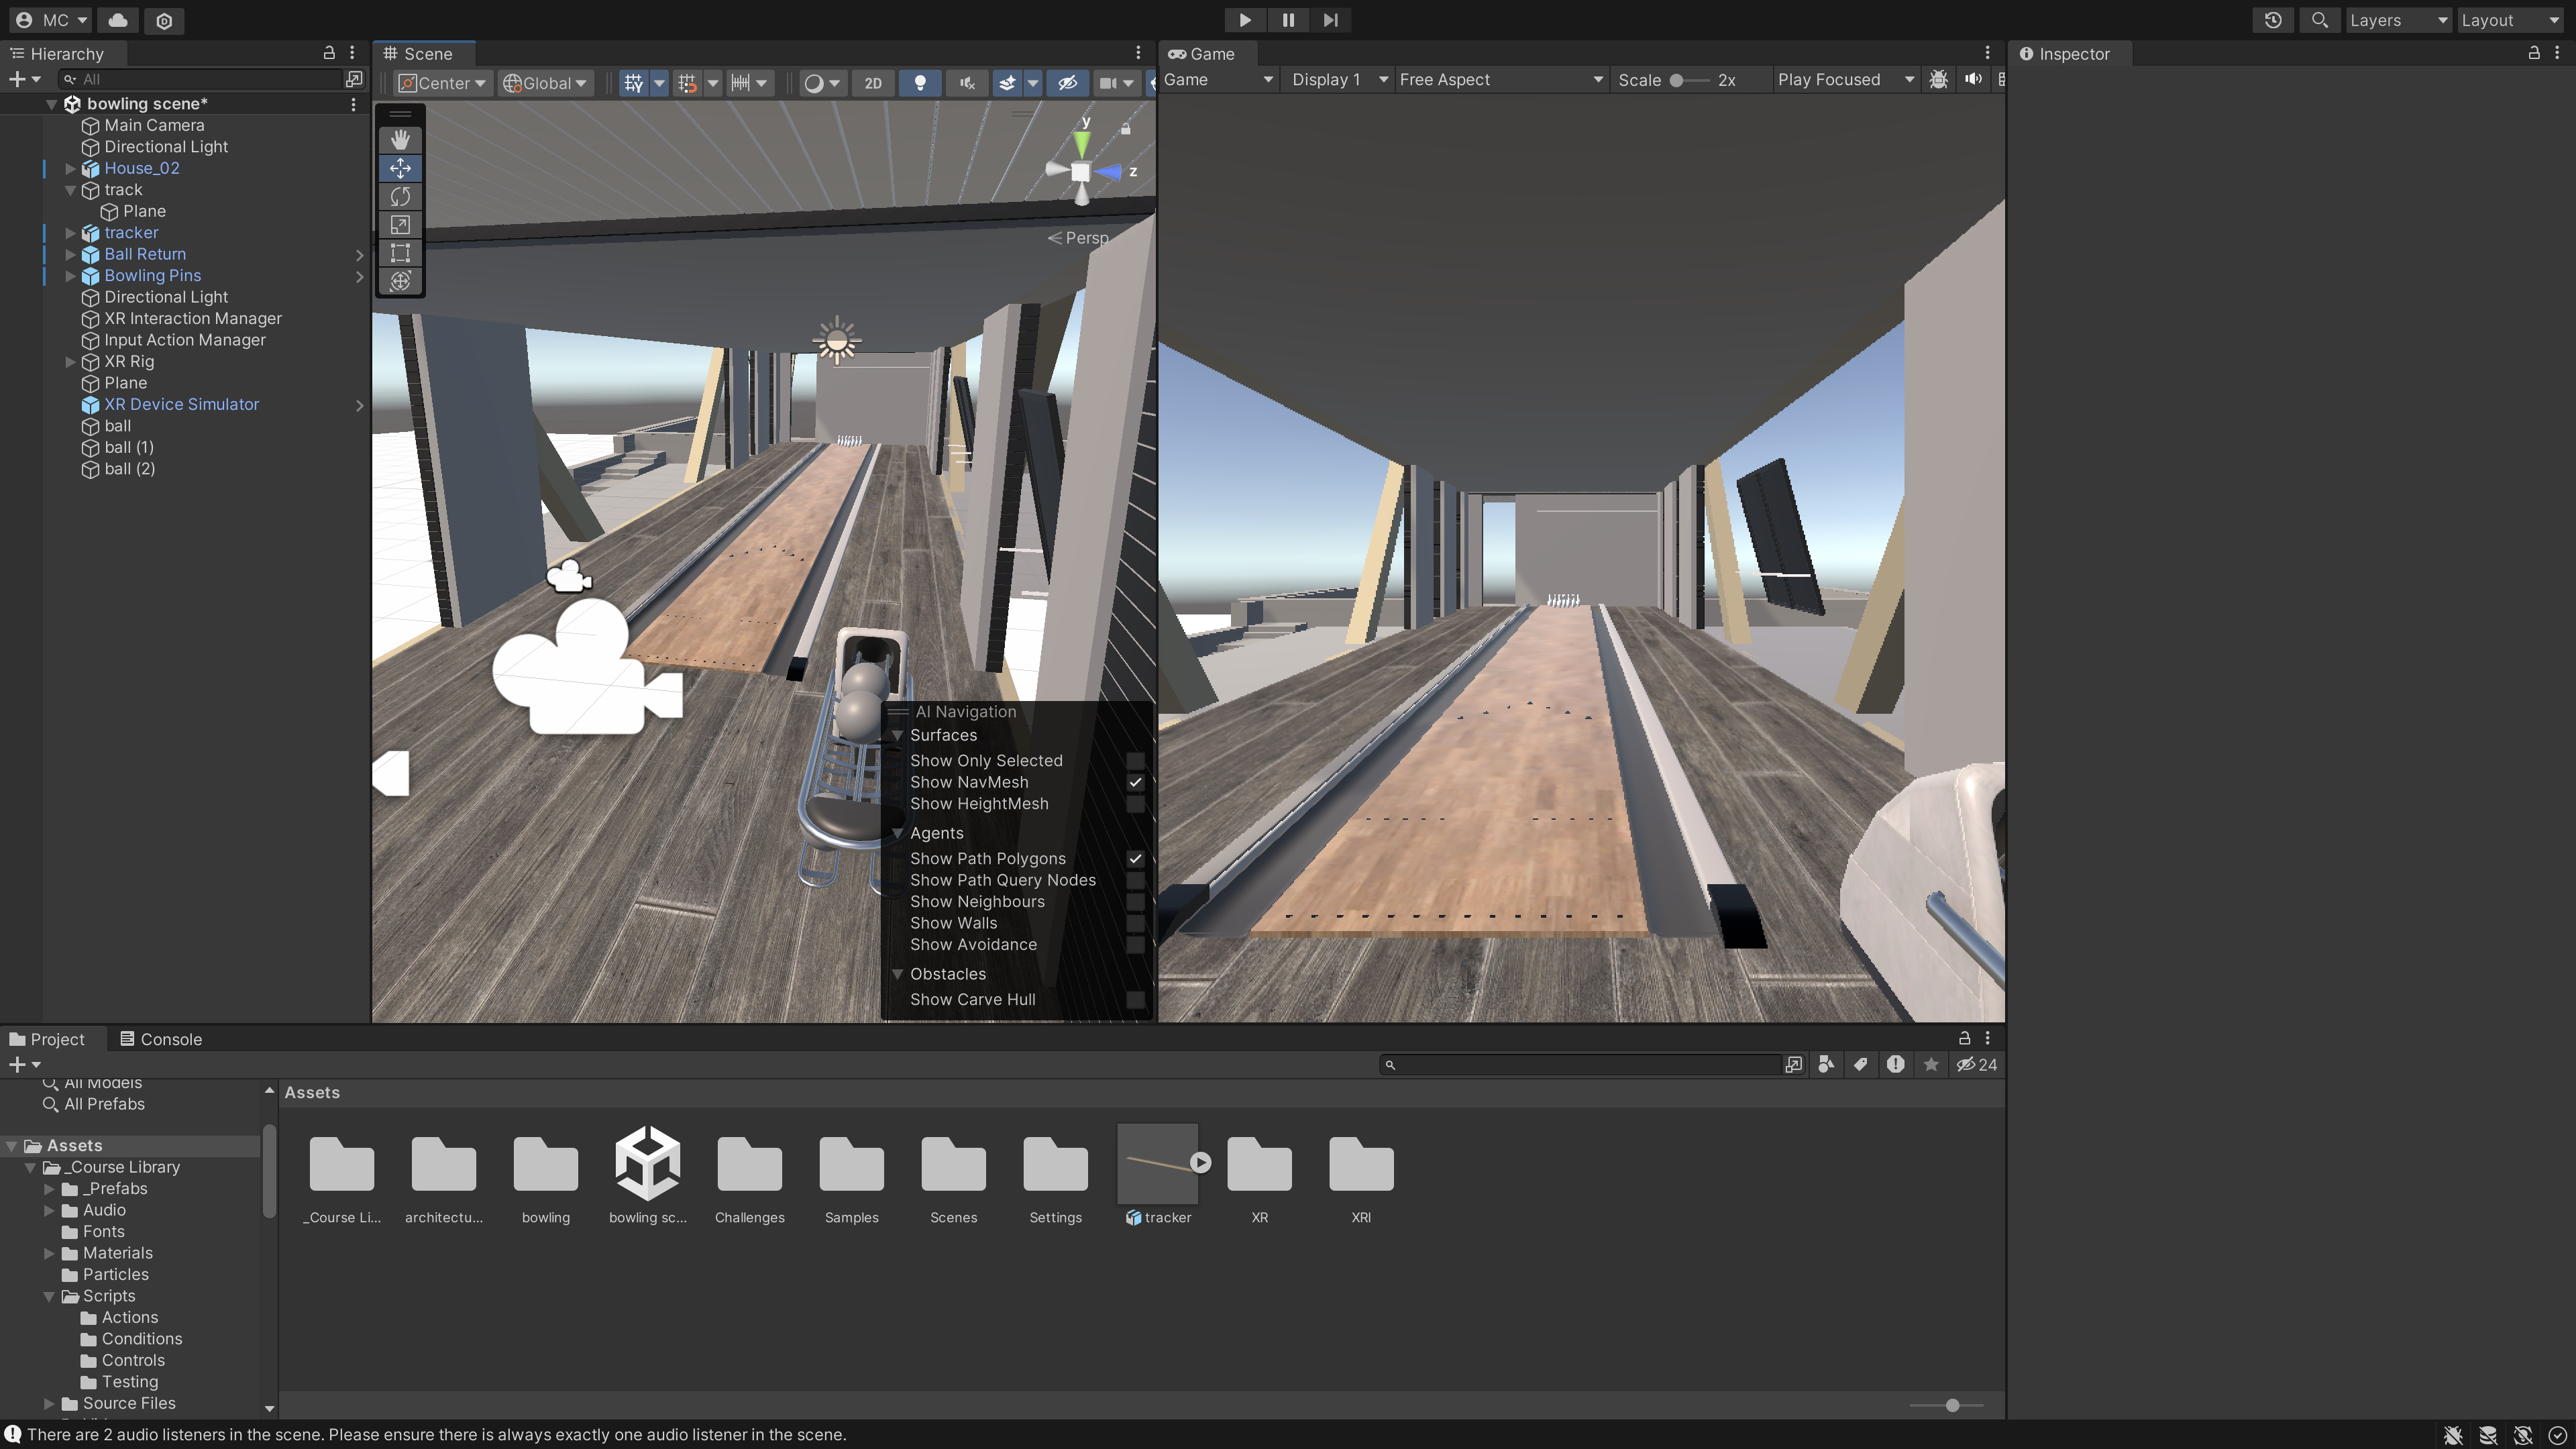 MC
Layers
Layout
Hierarchy
All
bowling scene*
Main Camera
Directional Light
House_02
track
Plane
tracker
Ball Return
Bowling Pins
Directional Light
XR Interaction Manager
Input Action Manager
XR Rig
Plane
XR Device Simulator
ball
ball (1)
ball (2)
Scene
Center
Global
2D
y
z
Persp
AI Navigation
Surfaces
Show Only Selected
Show NavMesh
Show HeightMesh
Agents
Show Path Polygons
Show Path Query Nodes
Show Neighbours
Show Walls
Show Avoidance
Obstacles
Show Carve Hull
Game
Game
Display 1
Free Aspect
Scale
2x
Play Focused
Inspector
Project
Console
24
All Models
All Prefabs
Assets
_Course Library
_Prefabs
Audio
Fonts
Materials
Particles
Scripts
Actions
Conditions
Controls
Testing
Source Files
Assets
_Course Li...
architectu...
bowling
bowling sc...
Challenges
Samples
Scenes
Settings
tracker
XR
XRI
There are 2 audio listeners in the scene. Please ensure there is always exactly one audio listener in the scene.